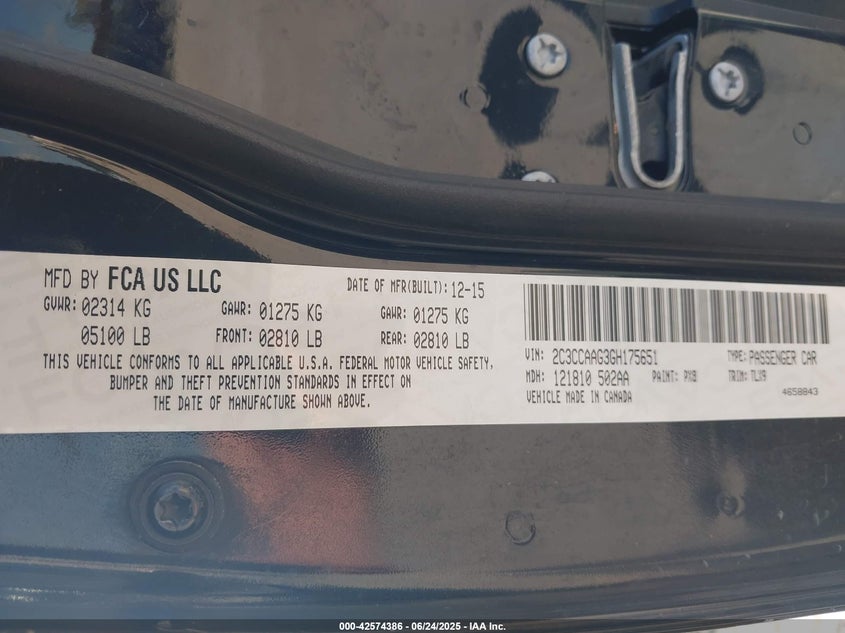 MFD BY FCA US LLC DATE OF MFR(BUILT): 12-15
GVWR: 02314 KG GAWR: 01275 KG GAWR: 01275 KG
05100 LB FRONT: 02810 LB REAR: 02810 LB
THIS VEHICLE CONFORMS TO ALL APPLICABLE U.S.A. FEDERAL MOTOR VEHICLE SAFETY,
BUMPER AND THEFT PREVENTION STANDARDS IN EFFECT ON
THE DATE OF MANUFACTURE SHOWN ABOVE.
VIN: 2C3CCAAG3GH175651 TYPE: PASSENGER CAR
MDH: 121810 502AA PAINT: PX8 TRIM: TLX9
VEHICLE MADE IN CANADA 4658843
000-42574386 - 06/24/2025 - IAA Inc.